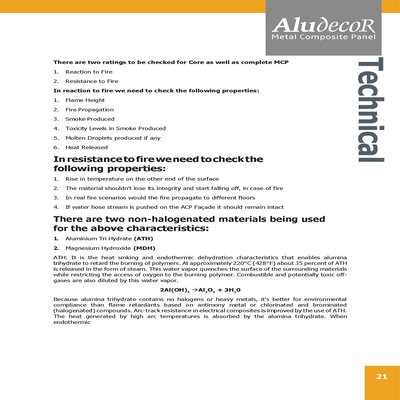 AludecoR
Metal Composite Panel
Technical
There are two ratings to be checked for Core as well as complete MCP
1. Reaction to Fire
2. Resistance to Fire
In reaction to fire we need to check the following properties:
1. Flame Height
2. Fire Propagation
3. Smoke Produced
4. Toxicity Levels in Smoke Produced
5. Molten Droplets produced if any
6. Heat Released
In resistance to fire we need to check the
following properties:
1. Rise in temperature on the other end of the surface
2. The material shouldn't lose its integrity and start falling off, in case of fire
3. In real fire scenarios would the fire propagate to different floors
4. If water hose stream is pushed on the ACP Façade it should remain intact
There are two non-halogenated materials being used
for the above characteristics:
1. Aluminium Tri Hydrate (ATH)
2. Magnesium Hydroxide (MDH)
ATH: It is the heat sinking and endothermic dehydration characteristics that enables alumina
trihydrate to retard the burning of polymers. At approximately 220°C (428°F) about 35 percent of ATH
is released in the form of steam. This water vapor quenches the surface of the surrounding materials
while restricting the access of oxygen to the burning polymer. Combustible and potentially toxic off-
gases are also diluted by this water vapor.
2Al(OH)₃ →Al₂O₃ + 3H₂0
Because alumina trihydrate contains no halogens or heavy metals, it's better for environmental
compliance than flame retardants based on antimony metal or chlorinated and brominated
(halogenated) compounds. Arc-track resistance in electrical composites is improved by the use of ATH.
The heat generated by high arc temperatures is absorbed by the alumina trihydrate. When
endothermic
21